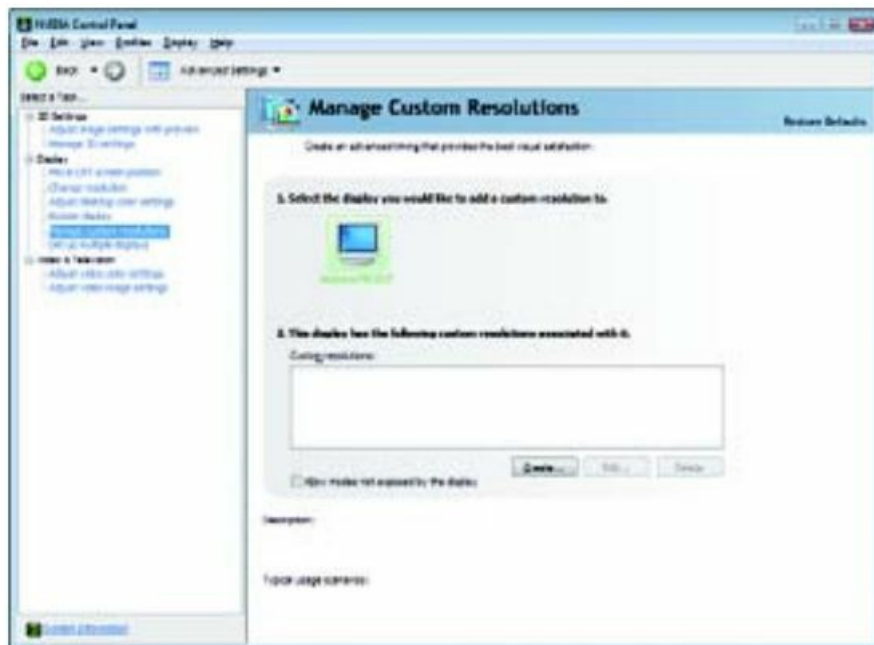 NVIDIA Control Panel
File Edit View Profiles Display Help
Back Advanced Settings
Select a Task...
3D Settings
Adjust image settings with preview
Manage 3D settings
Display
Move CRT screen position
Change resolution
Adjust desktop color settings
Rotate display
Manage custom resolutions
Set up multiple displays
Video & Television
Adjust video color settings
Adjust video image settings
System Information
Manage Custom Resolutions
Restore Defaults
Create an advanced timing that provides the best visual satisfaction.
1. Select the display you would like to add a custom resolution to.
2. This display has the following custom resolutions associated with it.
Custom resolutions:
Create... Edit... Delete
Allow modes not exposed by the display
Description:
Typical usage scenarios: